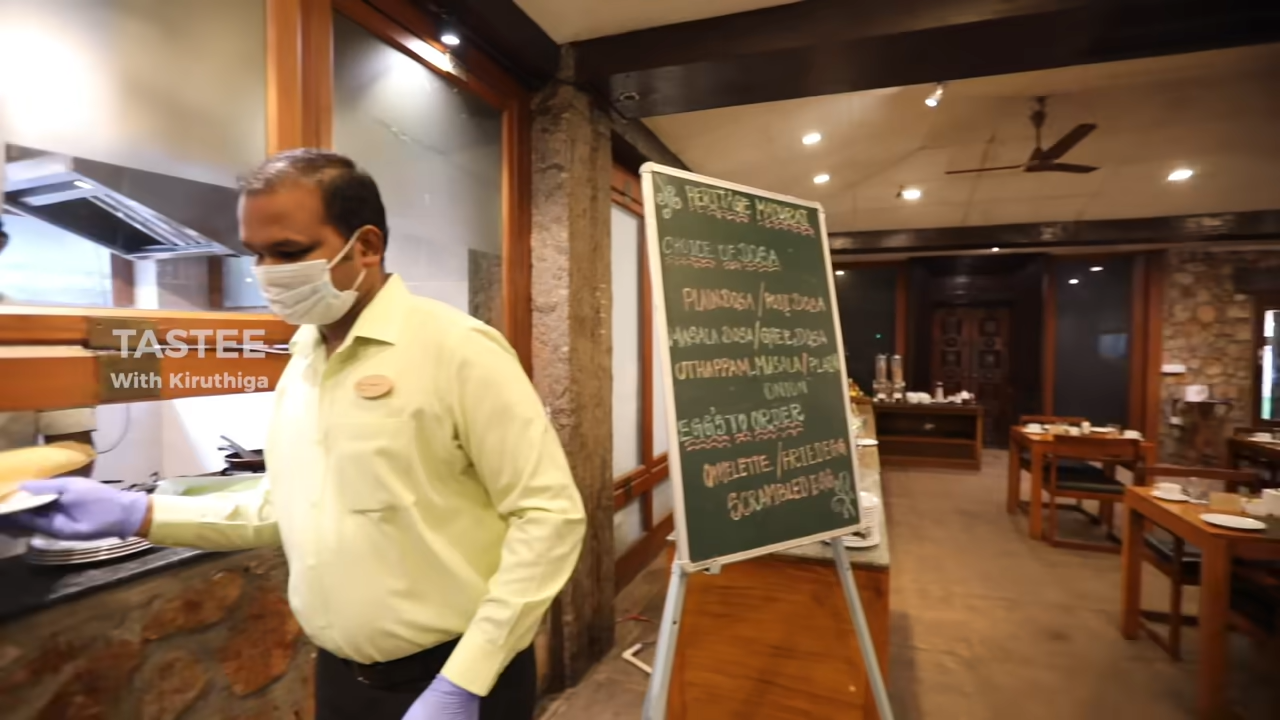 TASTEE
With Kiruthiga
HERITAGE MADURAI
CHOICE OF DOSA
PLAIN DOSA / PODI DOSA
MASALA DOSA / GHEE DOSA
UTHAPPAM. MASALA / PLAIN
ONION
EGG'S TO ORDER
OMELETTE / FRIED EGG
SCRAMBLED EGG